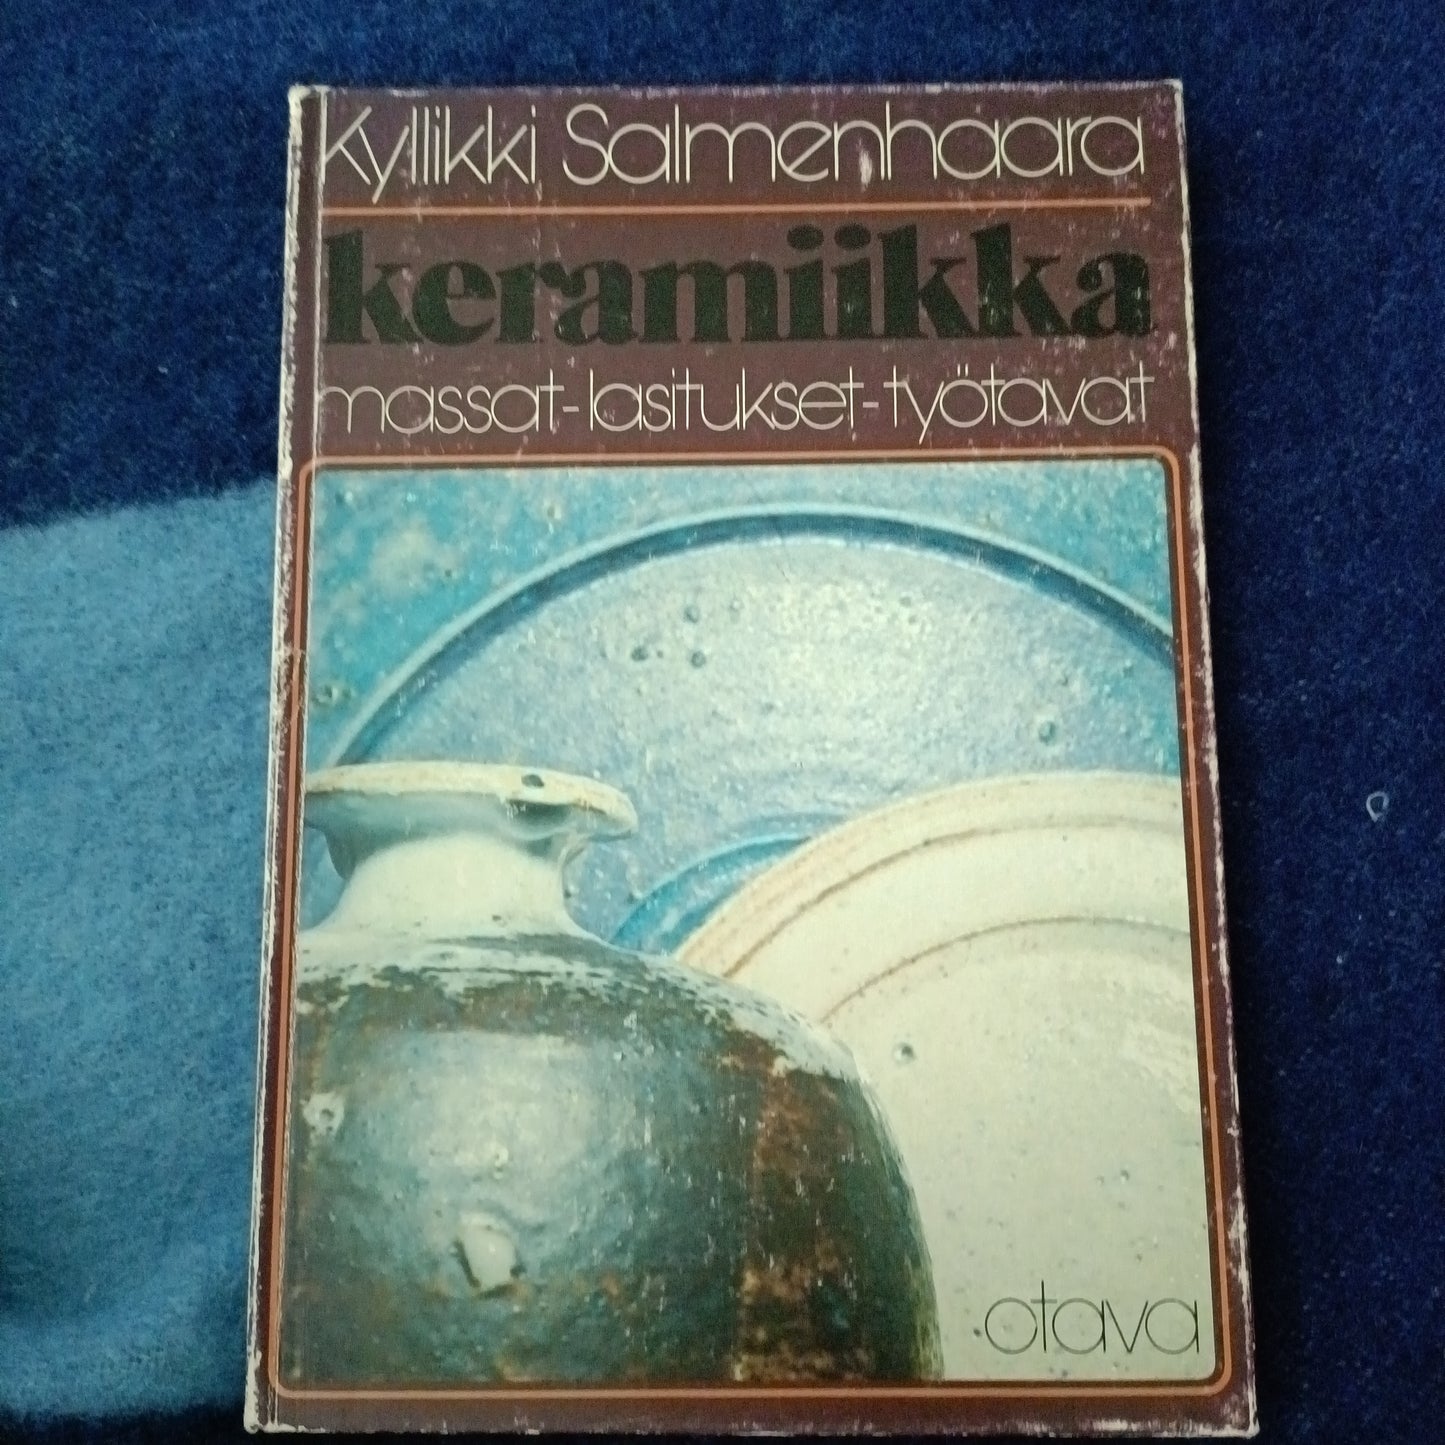 Kyllikki Salmenhaara
keramiikka
massat-lasitukset-työtavat
otava